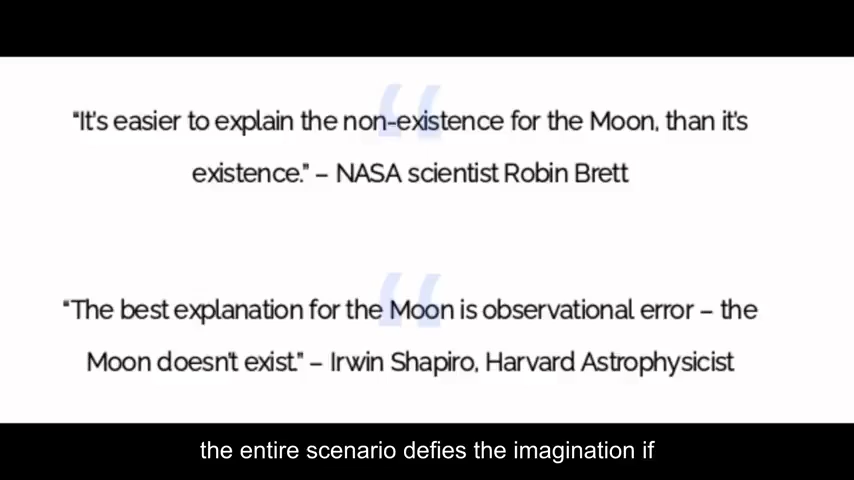 "It's easier to explain the non-existence for the Moon, than it's
existence." – NASA scientist Robin Brett
"The best explanation for the Moon is observational error – the
Moon doesn't exist." – Irwin Shapiro, Harvard Astrophysicist
the entire scenario defies the imagination if